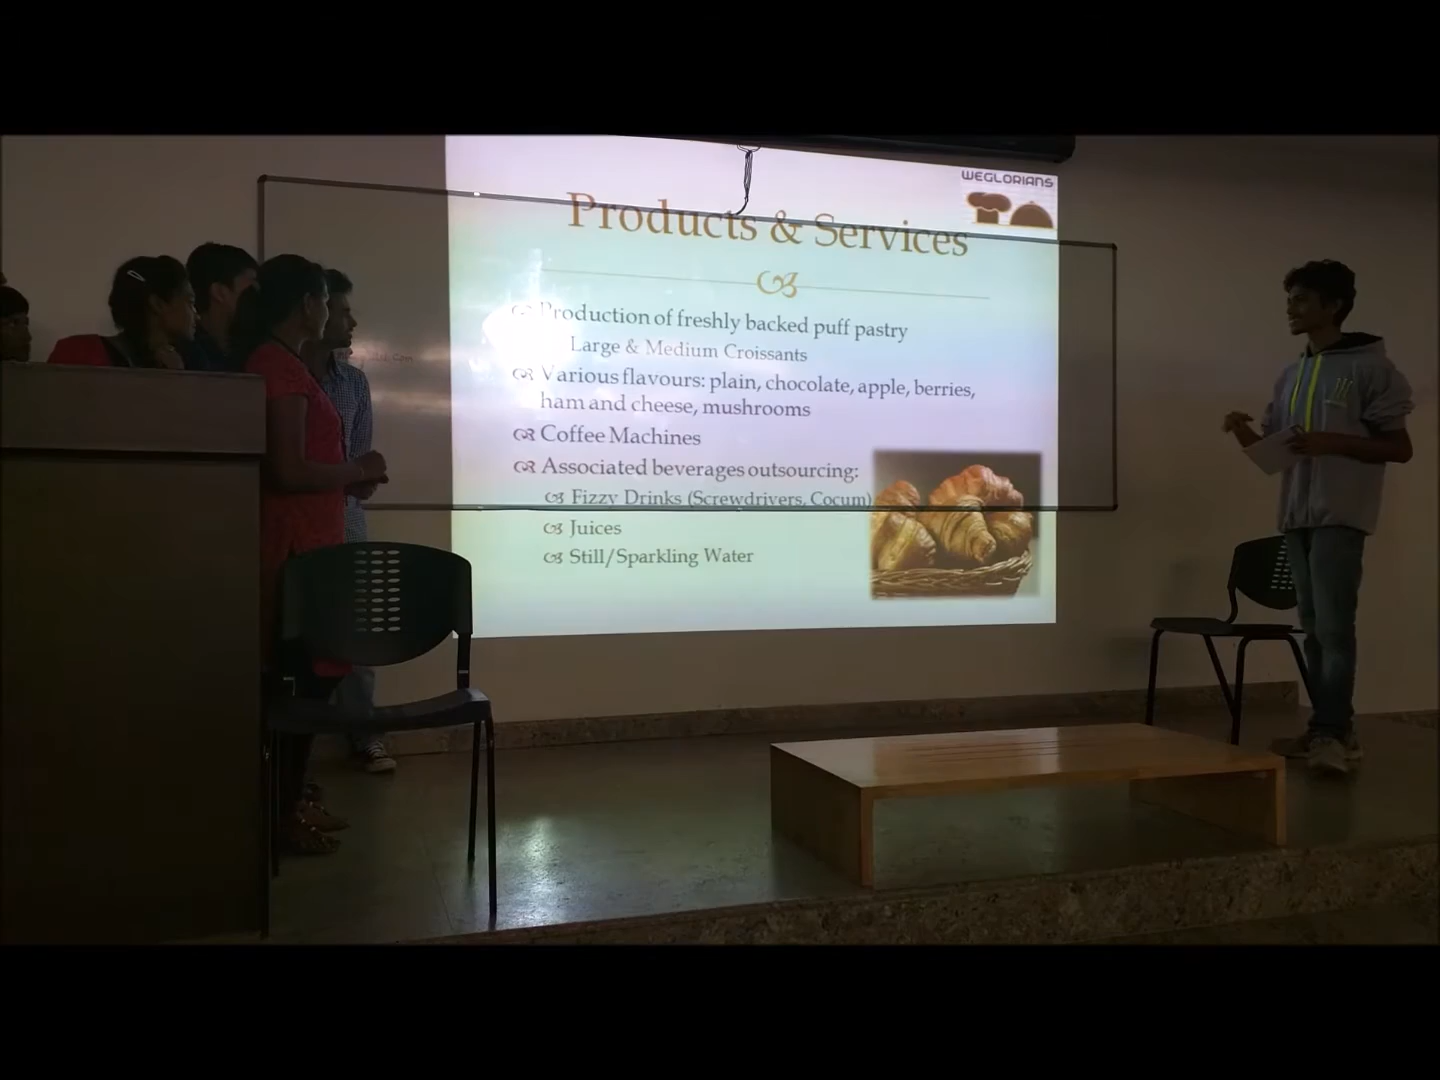 WEGLORIANS
Products & Services
Production of freshly backed puff pastry
Large & Medium Croissants
Various flavours: plain, chocolate, apple, berries,
ham and cheese, mushrooms
Coffee Machines
Associated beverages outsourcing:
Fizzy Drinks (Screwdrivers, Cocum)
Juices
Still/Sparkling Water